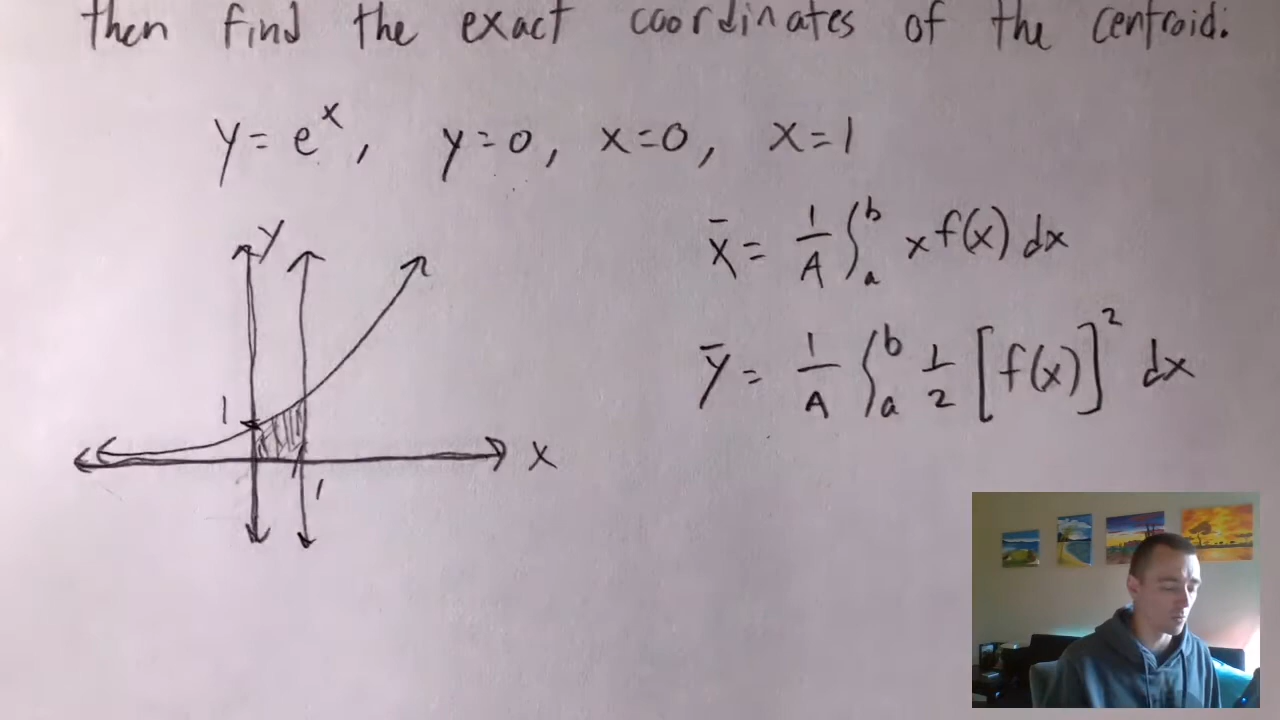 then find the exact coordinates of the centroid.
y = e^x, y = 0, x = 0, x = 1
x̄ = 1/A ∫_a^b x f(x) dx
ȳ = 1/A ∫_a^b 1/2 [f(x)]^2 dx
y
1
x
1